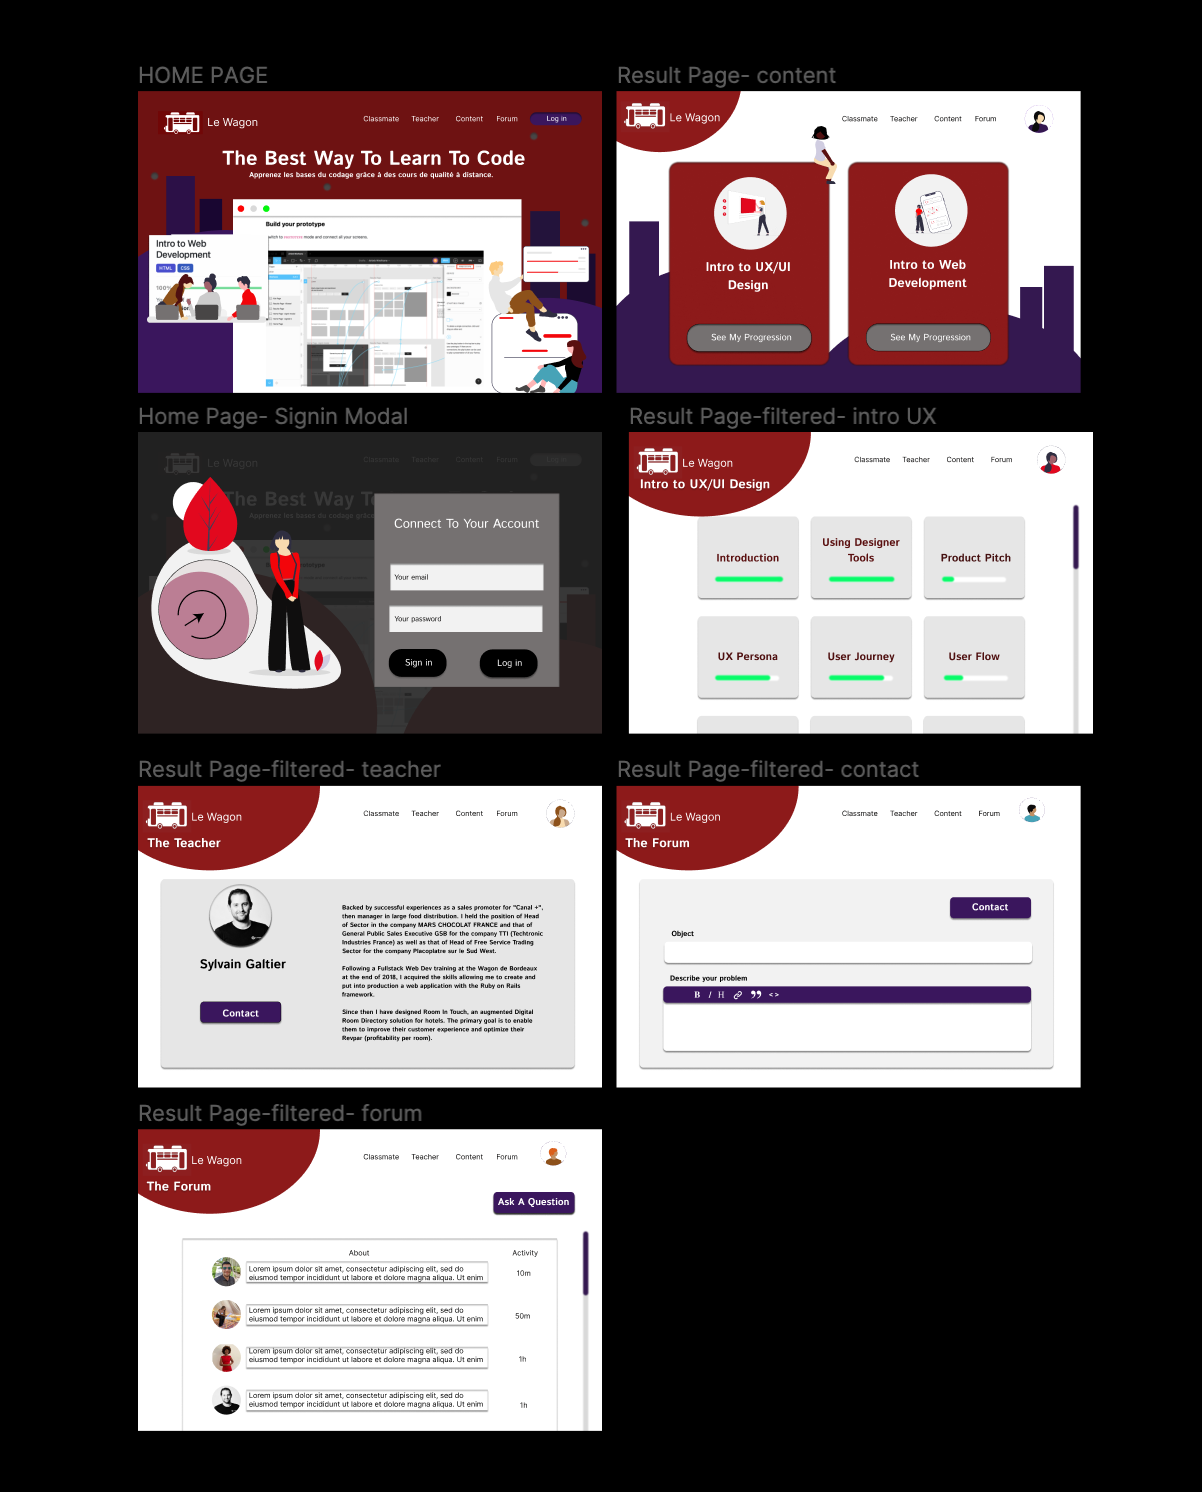 HOME PAGE
Le Wagon
Classmate Teacher Content Forum Log in
The Best Way To Learn To Code
Apprenez les bases du codage grâce à des cours de qualité à distance.
Build your prototype
mode and connect all your screens.
Intro to Web
Development
HTML CSS
100%
Result Page- content
Le Wagon
Classmate Teacher Content Forum
Intro to UX/UI
Design
See My Progression
Intro to Web
Development
See My Progression
Home Page- Signin Modal
Le Wagon
Classmate Teacher Content Forum Log in
The Best Way T
Apprenez les bases du codage grâce
Connect To Your Account
Your email
Your password
Sign in Log in
Result Page-filtered- intro UX
Le Wagon
Classmate Teacher Content Forum
Intro to UX/UI Design
Introduction
Using Designer
Tools
Product Pitch
UX Persona
User Journey
User Flow
Result Page-filtered- teacher
Le Wagon
Classmate Teacher Content Forum
The Teacher
Sylvain Galtier
Contact
Backed by successful experiences as a sales promoter for "Canal +",
then manager in large food distribution. I held the position of Head
of Sector in the company MARS CHOCOLAT FRANCE and that of
General Public Sales Executive GSB for the company TTI (Techtronic
Industries France) as well as that of Head of Free Service Trading
Sector for the company Placoplatre sur le Sud West.
Following a Fullstack Web Dev training at the Wagon de Bordeaux
at the end of 2018, I acquired the skills allowing me to create and
put into production a web application with the Ruby on Rails
framework.
Since then I have designed Room In Touch, an augmented Digital
Room Directory solution for hotels. The primary goal is to enable
them to improve their customer experience and optimize their
Revpar (profitability per room).
Result Page-filtered- contact
Le Wagon
Classmate Teacher Content Forum
The Forum
Contact
Object
Describe your problem
B I H <>
Result Page-filtered- forum
Le Wagon
Classmate Teacher Content Forum
The Forum
Ask A Question
About Activity
Lorem ipsum dolor sit amet, consectetur adipiscing elit, sed do
eiusmod tempor incididunt ut labore et dolore magna aliqua. Ut enim
10m
Lorem ipsum dolor sit amet, consectetur adipiscing elit, sed do
eiusmod tempor incididunt ut labore et dolore magna aliqua. Ut enim
50m
Lorem ipsum dolor sit amet, consectetur adipiscing elit, sed do
eiusmod tempor incididunt ut labore et dolore magna aliqua. Ut enim
1h
Lorem ipsum dolor sit amet, consectetur adipiscing elit, sed do
eiusmod tempor incididunt ut labore et dolore magna aliqua. Ut enim
1h